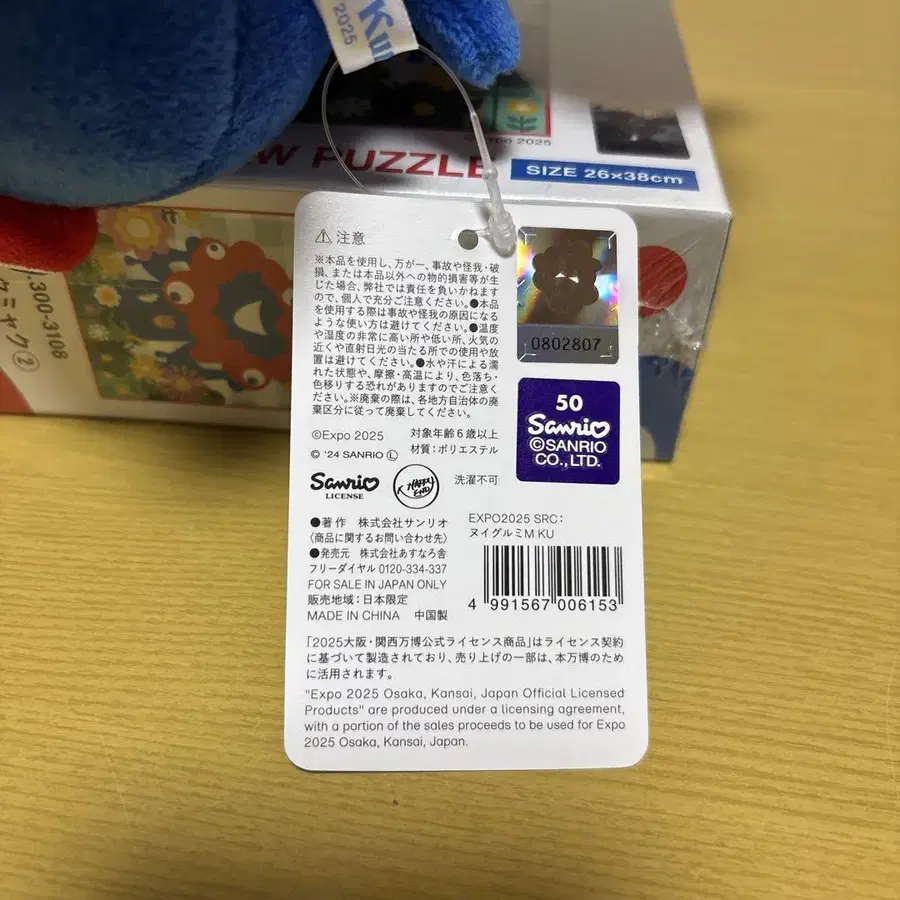 2025
PUZZLE
SIZE 26×38cm
300-3108
ミャク②
⚠ 注意
※本品を使用し、万が一、事故や怪我・破
損、または本品以外への物的損害等が生
じた場合、弊社では責任を負いかねます
ので、個人で充分ご注意ください。●本品
を使用する際は事故や怪我の原因になる
ような使い方は避けてください。●温度
や湿度の非常に高い所や低い所、火気の
近くや直射日光の当たる所での使用や放
置は避けてください。●水や汗による濡
れた状態や、摩擦・高温により、色落ち・
色移りする恐れがありますのでご注意く
ださい。※廃棄の際は、各地方自治体の廃
棄区分に従って廃棄してください。
0802807
50
Sanrio
©SANRIO
CO.,LTD.
©Expo 2025 対象年齢6歳以上
© '24 SANRIO Ⓛ 材質：ポリエステル
Sanrio
LICENSE
HAPPY
END
洗濯不可
●著作 株式会社サンリオ
〈商品に関するお問い合わせ先〉
●発売元 株式会社あすなろ舎
フリーダイヤル 0120-334-337
FOR SALE IN JAPAN ONLY
販売地域：日本限定
MADE IN CHINA 中国製
EXPO2025 SRC：
ヌイグルミM KU
4 991567 006153
「2025大阪・関西万博公式ライセンス商品」はライセンス契約
に基づいて製造されており、売り上げの一部は、本万博のため
に活用されます。
"Expo 2025 Osaka, Kansai, Japan Official Licensed
Products" are produced under a licensing agreement,
with a portion of the sales proceeds to be used for Expo
2025 Osaka, Kansai, Japan.